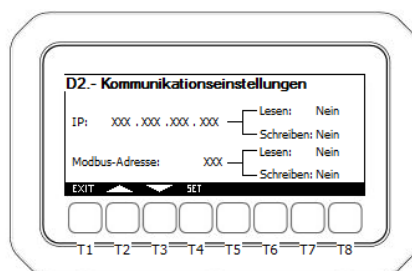 D2.- Kommunikationseinstellungen
Lesen: Nein
IP: XXX . XXX . XXX . XXX
Schreiben: Nein
Lesen: Nein
Modbus-Adresse: XXX
Schreiben: Nein
EXIT SET
T1 T2 T3 T4 T5 T6 T7 T8